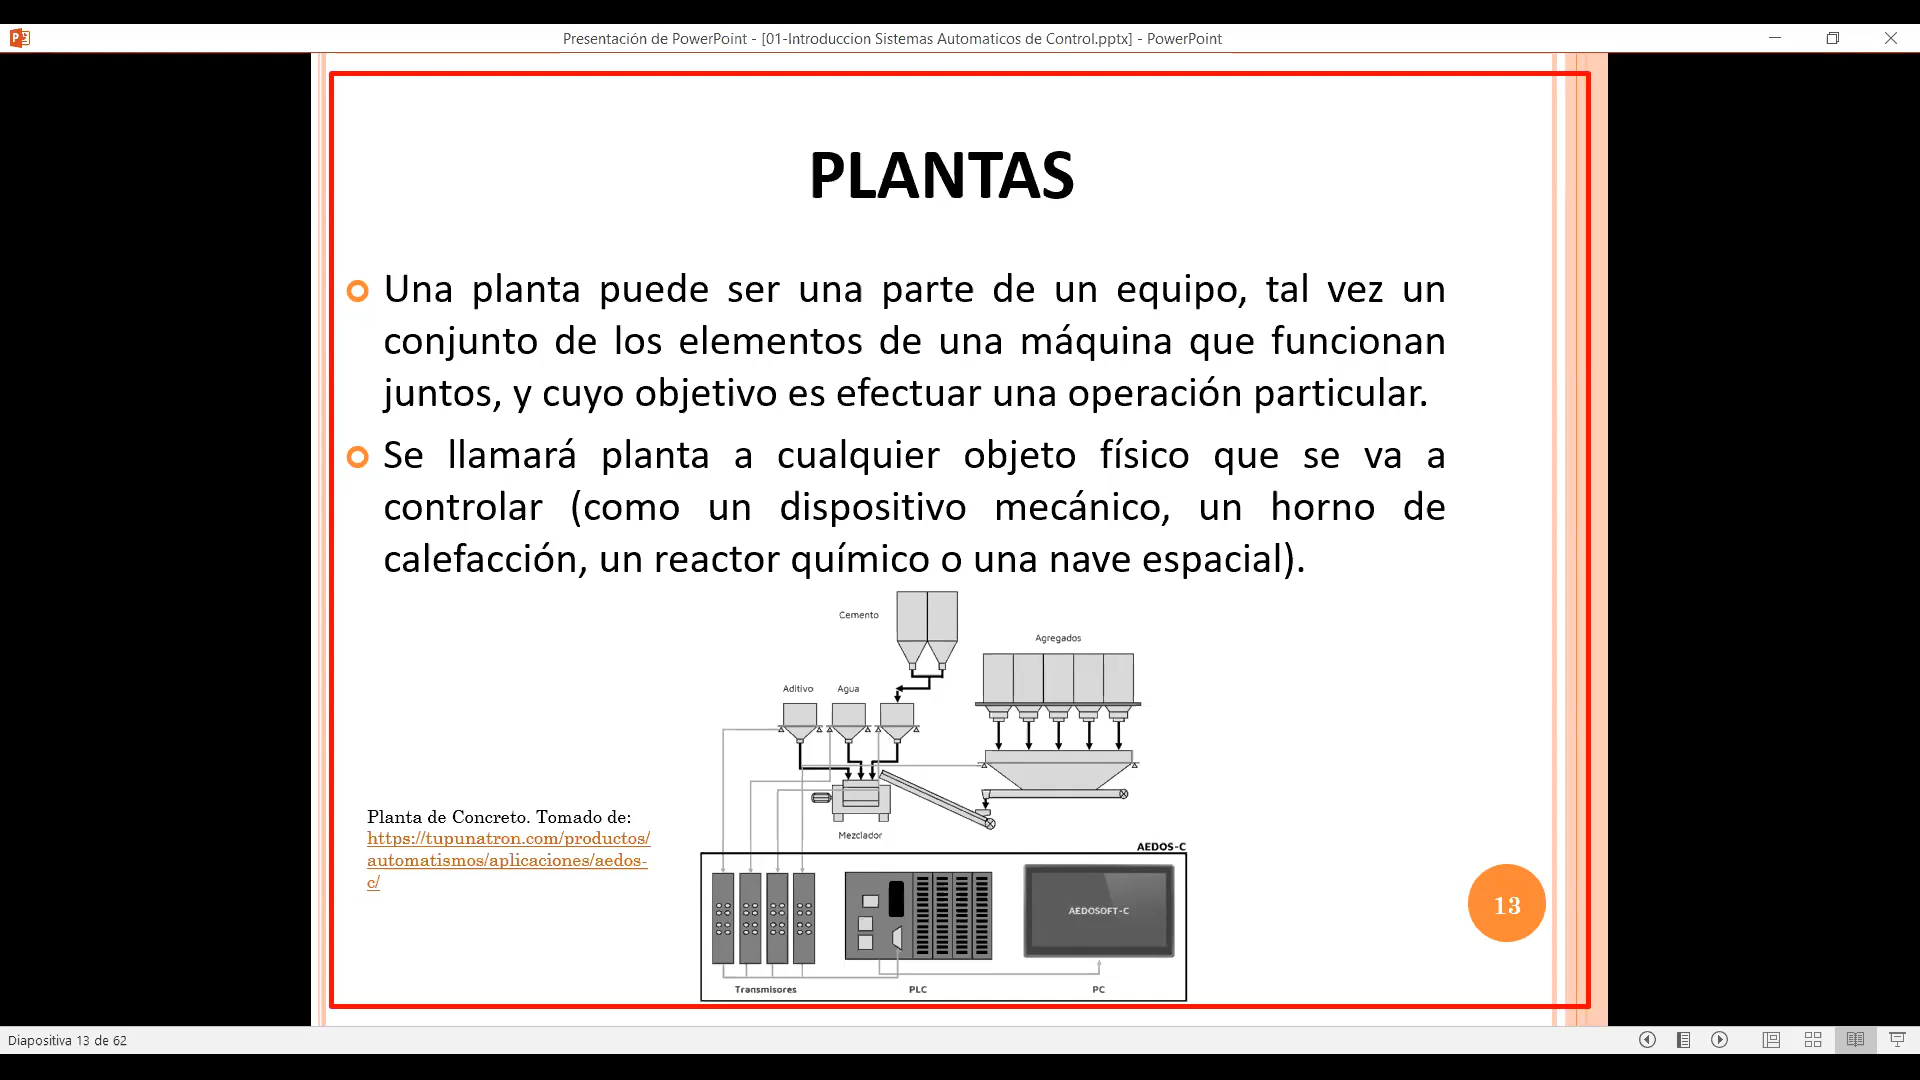 Presentación de PowerPoint - [01-Introduccion Sistemas Automaticos de Control.pptx] - PowerPoint
PLANTAS
Una planta puede ser una parte de un equipo, tal vez un
conjunto de los elementos de una máquina que funcionan
juntos, y cuyo objetivo es efectuar una operación particular.
Se llamará planta a cualquier objeto físico que se va a
controlar (como un dispositivo mecánico, un horno de
calefacción, un reactor químico o una nave espacial).
Cemento
Agregados
Aditivo
Agua
Mezclador
Planta de Concreto. Tomado de:
https://tupunatron.com/productos/
automatismos/aplicaciones/aedos-
c/
AEDOS-C
AEDOSOFT-C
Transmisores
PLC
PC
13
Diapositiva 13 de 62